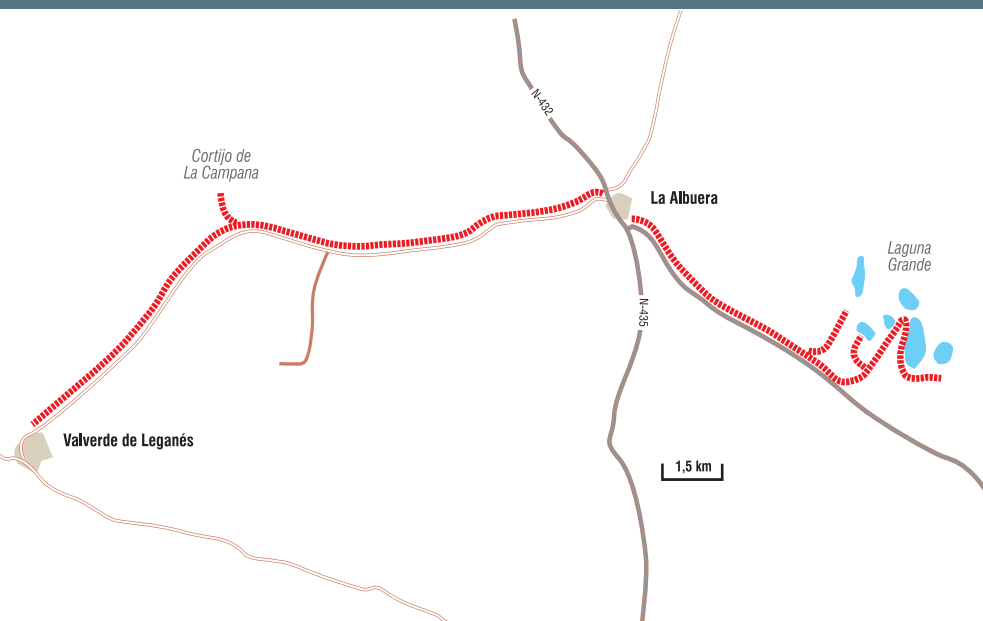 N-432
Cortijo de
La Campana
La Albuera
Laguna
Grande
N-435
Valverde de Leganés
1,5 km